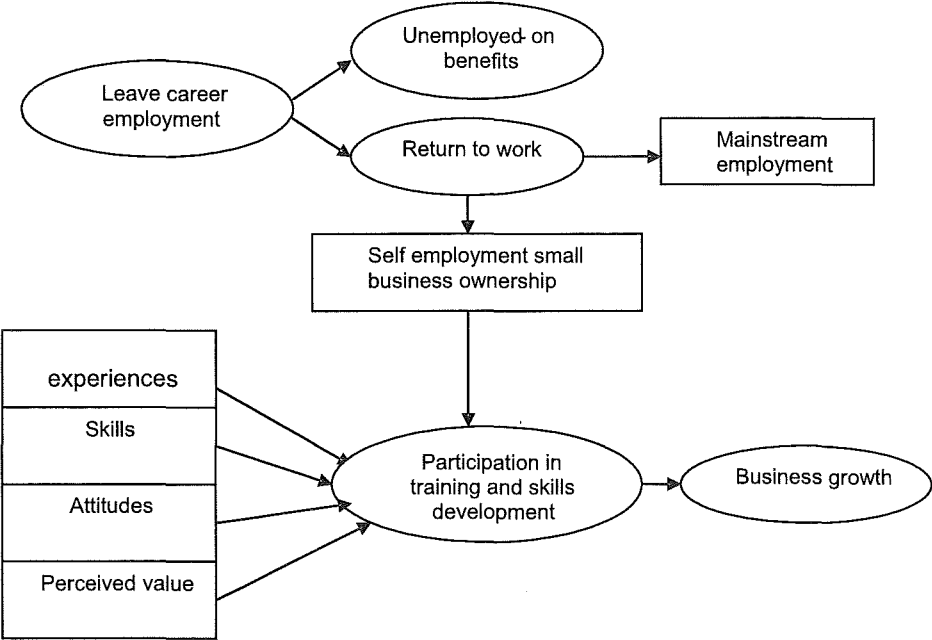 Unemployed- on
benefits
Leave career
employment
Return to work
Mainstream
employment
Self employment small
business ownership
experiences
Skills
Attitudes
Perceived value
Participation in
training and skills
development
Business growth